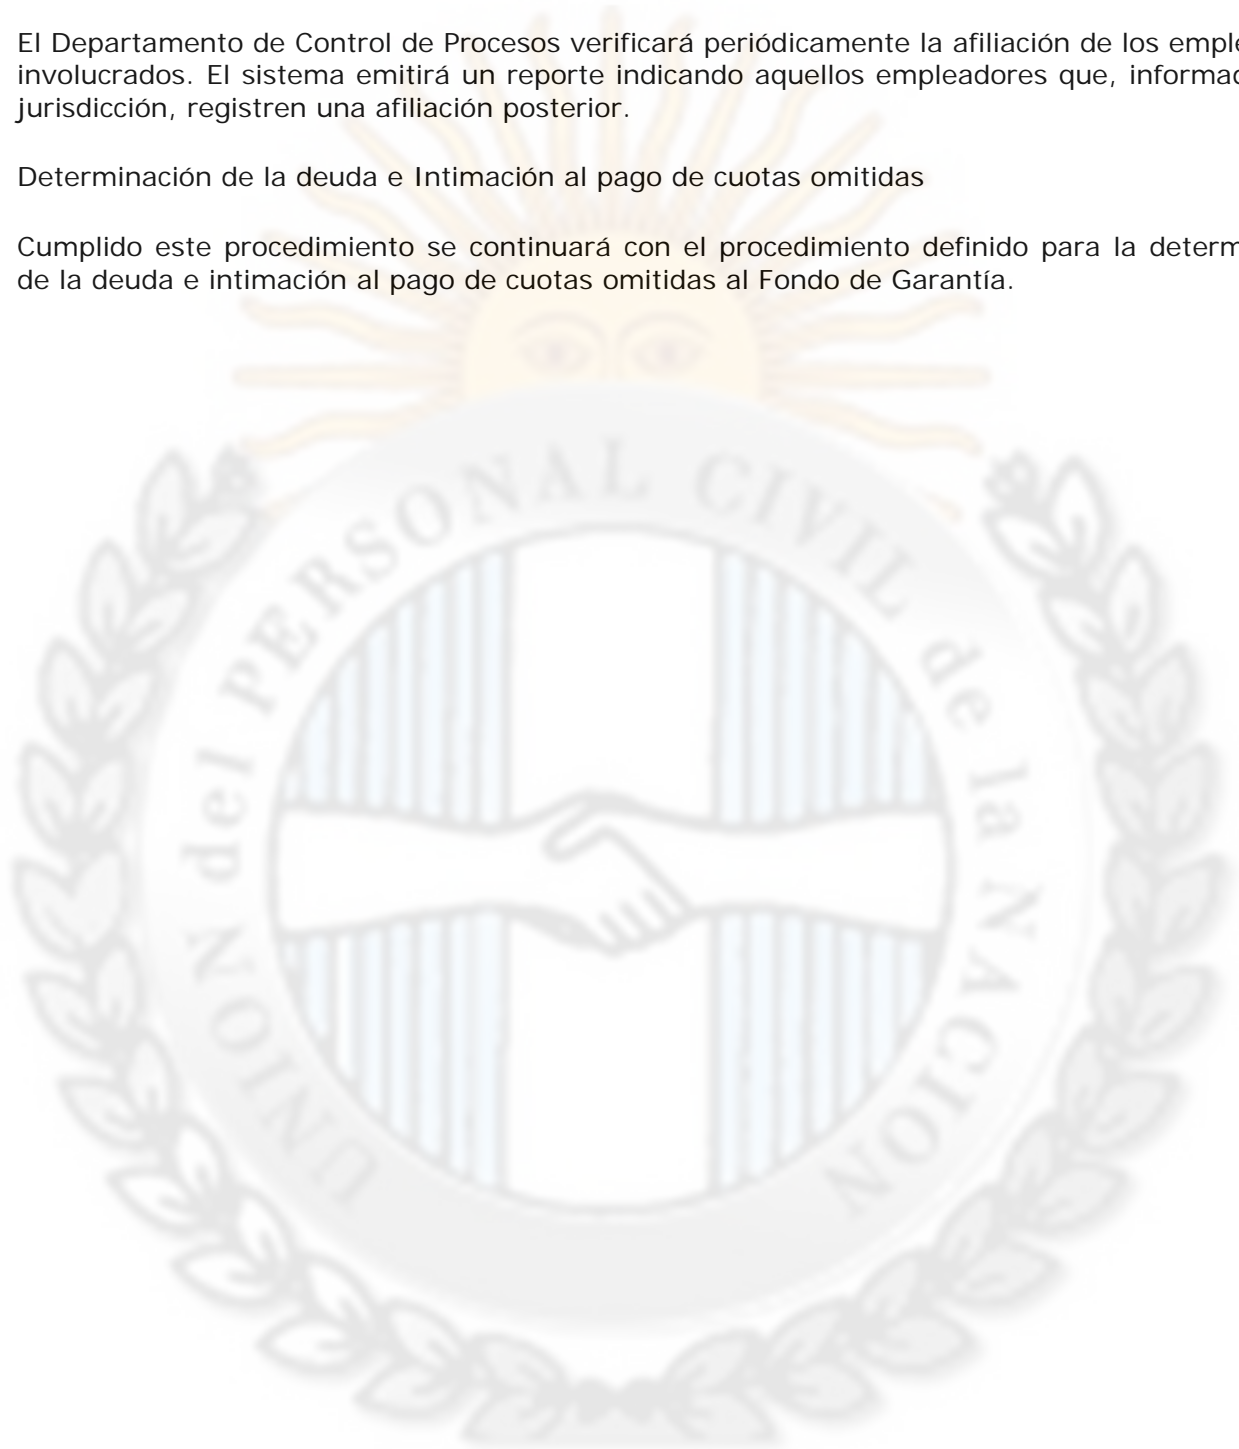 El Departamento de Control de Procesos verificará periódicamente la afiliación de los
involucrados. El sistema emitirá un reporte indicando aquellos empleadores que,
jurisdicción, registren una afiliación posterior.
Determinación de la deuda e Intimación al pago de cuotas omitidas
Cumplido este procedimiento se continuará con el procedimiento definido para la
de la deuda e intimación al pago de cuotas omitidas al Fondo de Garantía.
UNION del PERSONAL CIVIL de la NACION